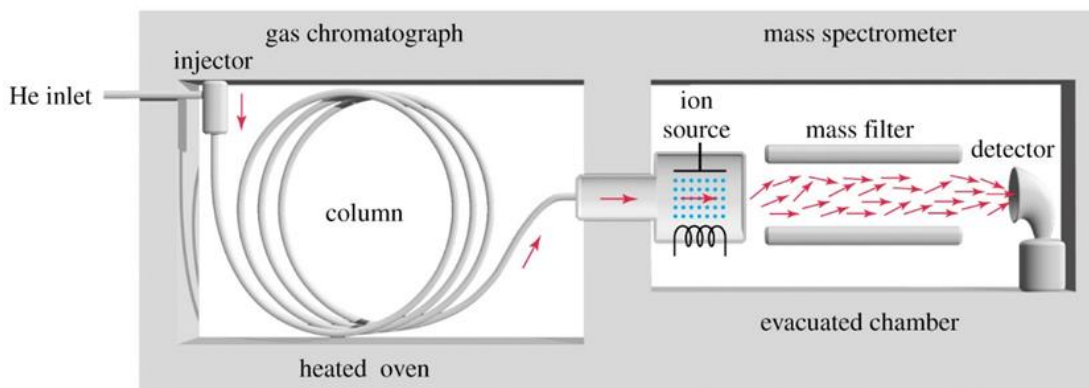 gas chromatograph
mass spectrometer
injector
He inlet
ion
source
mass filter
detector
column
evacuated chamber
heated oven